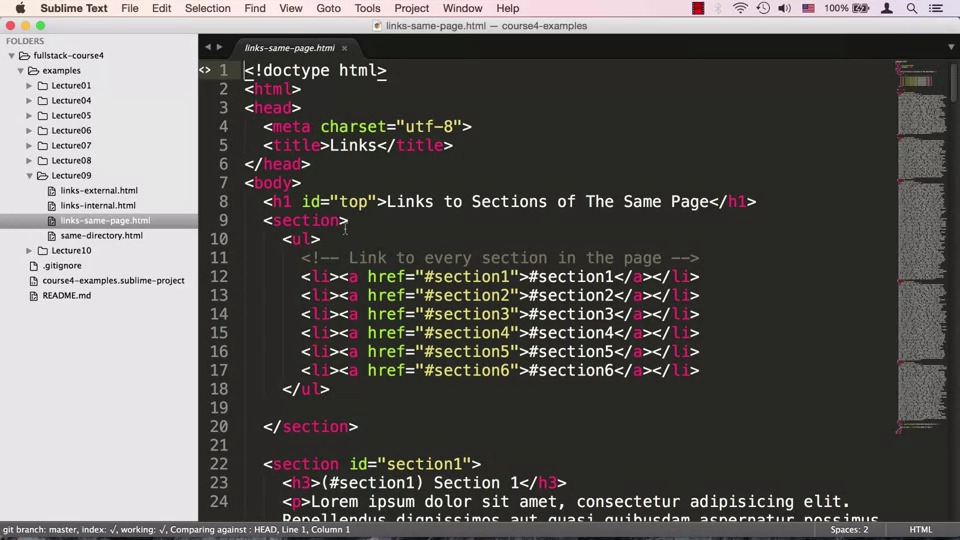 Sublime Text File Edit Selection Find View Goto Tools Project Window Help 100%
links-same-page.html — course4-examples
FOLDERS
fullstack-course4
examples
Lecture01
Lecture04
Lecture05
Lecture06
Lecture07
Lecture08
Lecture09
links-external.html
links-internal.html
links-same-page.html
same-directory.html
Lecture10
.gitignore
course4-examples.sublime-project
README.md
links-same-page.html ×
<> 1 <!doctype html>
2 <html>
3 <head>
4 <meta charset="utf-8">
5 <title>Links</title>
6 </head>
7 <body>
8 <h1 id="top">Links to Sections of The Same Page</h1>
9 <section>
10 <ul>
11 <!-- Link to every section in the page -->
12 <li><a href="#section1">#section1</a></li>
13 <li><a href="#section2">#section2</a></li>
14 <li><a href="#section3">#section3</a></li>
15 <li><a href="#section4">#section4</a></li>
16 <li><a href="#section5">#section5</a></li>
17 <li><a href="#section6">#section6</a></li>
18 </ul>
19
20 </section>
21
22 <section id="section1">
23 <h3>(#section1) Section 1</h3>
24 <p>Lorem ipsum dolor sit amet, consectetur adipisicing elit.
Repellendus dignissimos aut quasi quibusdam aspernatur possimus
git branch: master, index: √, working: √, Comparing against : HEAD, Line 1, Column 1 Spaces: 2 HTML